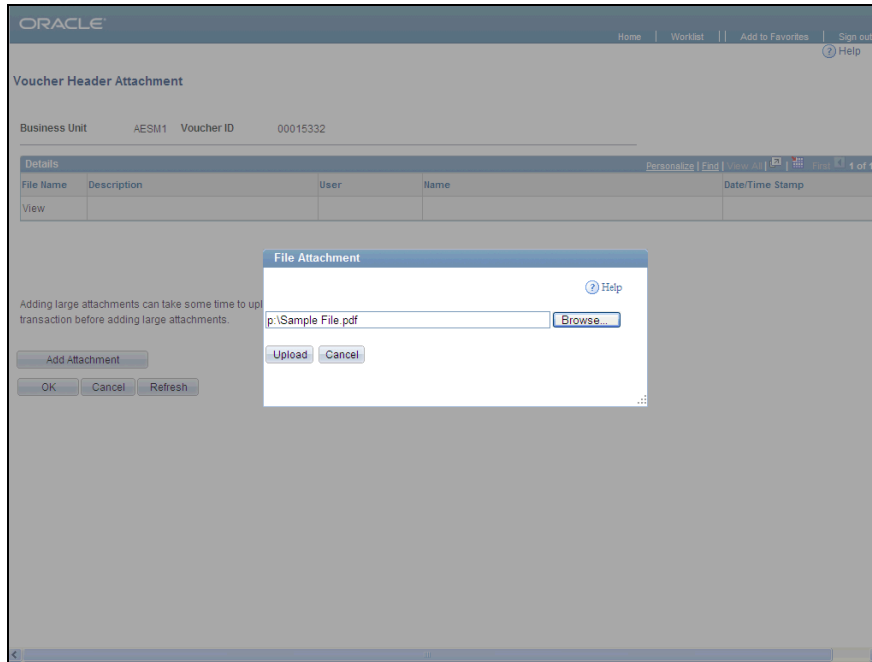 ORACLE
Home | Worklist || Add to Favorites | Sign out
Help
Voucher Header Attachment
Business Unit AESM1 Voucher ID 00015332
Details Personalize | Find | View All | | First 1 of 1
File Name Description User Name Date/Time Stamp
View
File Attachment
Help
Adding large attachments can take some time to upl
transaction before adding large attachments.
p:\Sample File.pdf Browse...
Upload Cancel
Add Attachment
OK Cancel Refresh